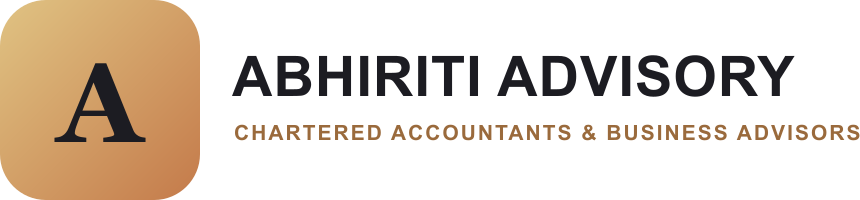 A
ABHIRITI ADVISORY
CHARTERED ACCOUNTANTS & BUSINESS ADVISORS